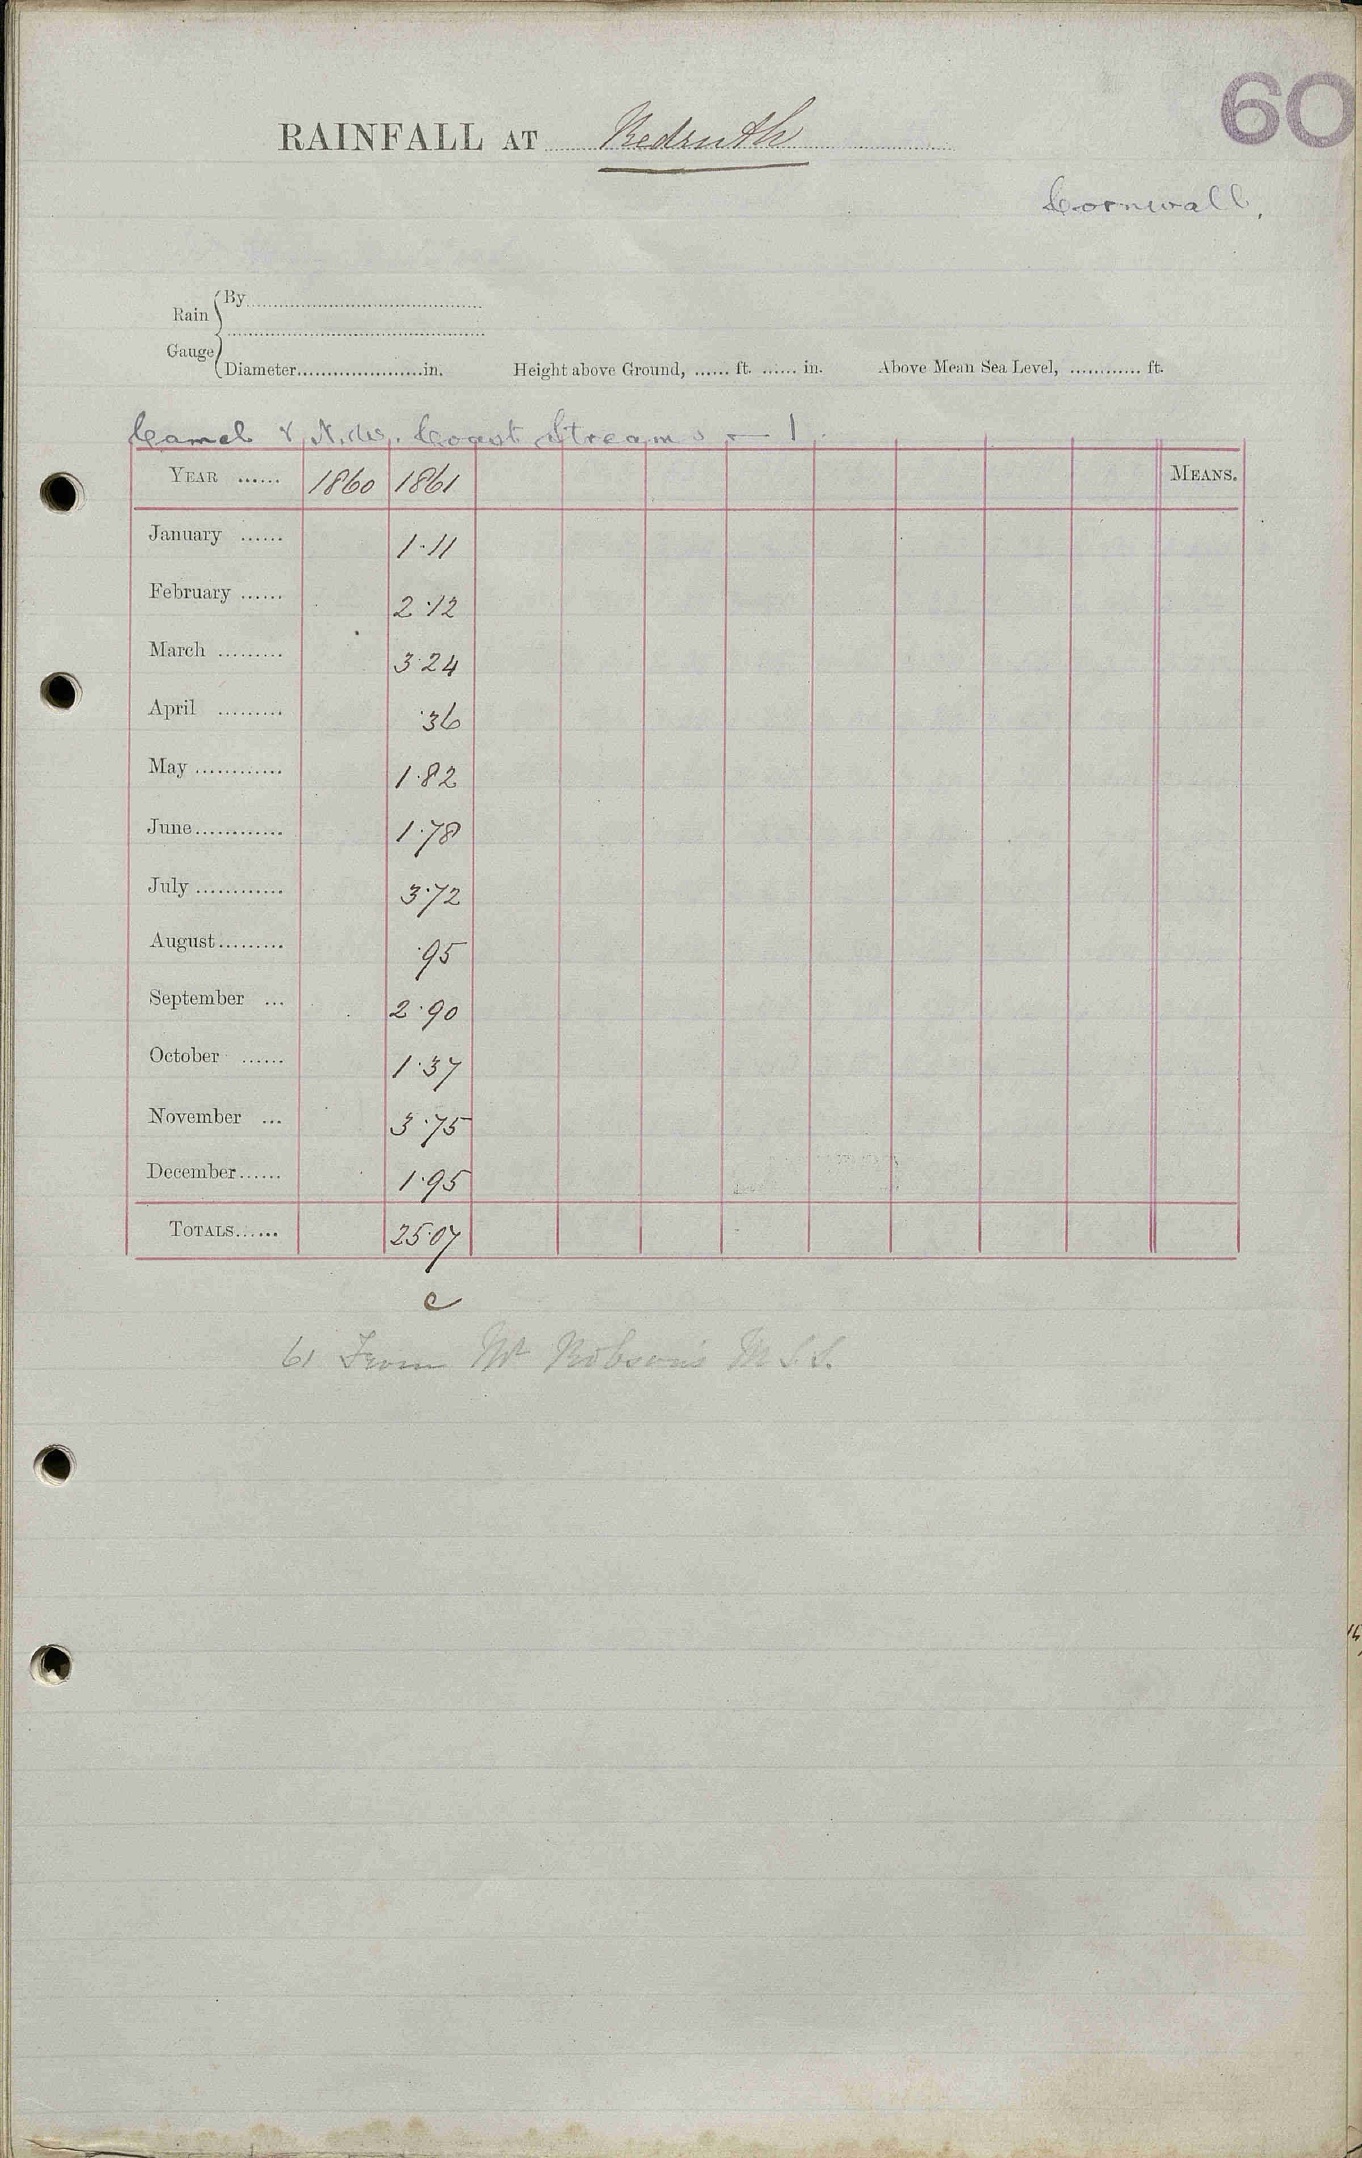 60
RAINFALL AT Redruth
Cornwall.
Rain Gauge
By
Diameter in. Height above Ground, ...... ft. ...... in. Above Mean Sea Level, ............ ft.
Camel & N.W. Coast Streams — 1
YEAR ...... 1860 1861 MEANS.
January ...... 1·11
February ...... 2·12
March ......... 3·24
April ......... ·36
May ............ 1·82
June............ 1·78
July ............ 3·72
August......... ·95
September ... 2·90
October ...... 1·37
November ... 3·75
December...... 1·95
TOTALS...... 25·07
c
61 From Mr Robson's M.S.S.